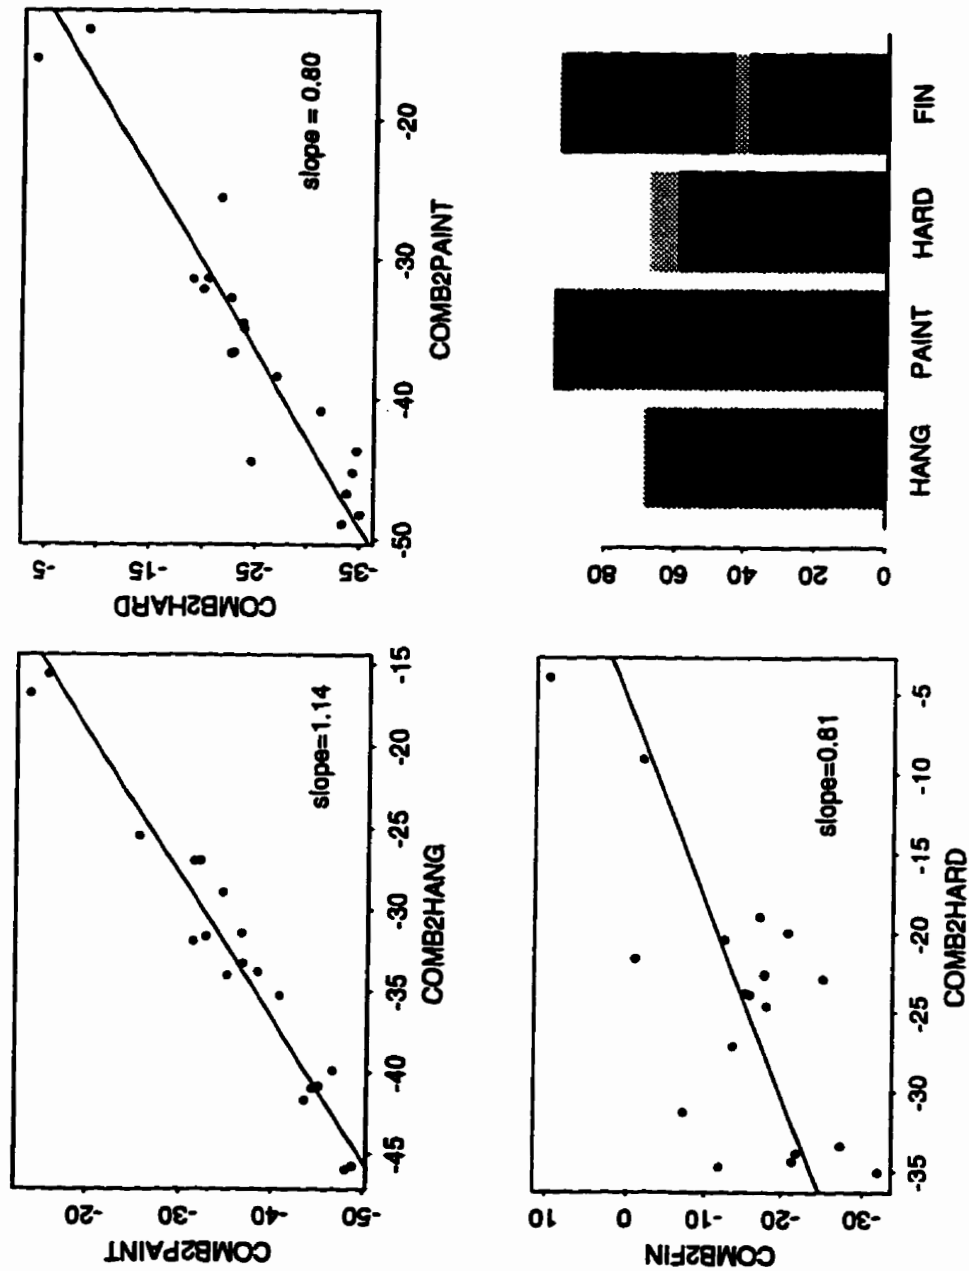 COMB2PAINT
-20
-30
-40
-50
slope=1.14
-45 -40 -35 -30 -25 -20 -15
COMB2HANG
COMB2HARD
-5
-15
-25
-35
slope = 0.80
-50 -40 -30 -20
COMB2PAINT
COMB2FIN
10
0
-10
-20
-30
slope=0.81
-35 -30 -25 -20 -15 -10 -5
COMB2HARD
80
60
40
20
0
HANG PAINT HARD FIN